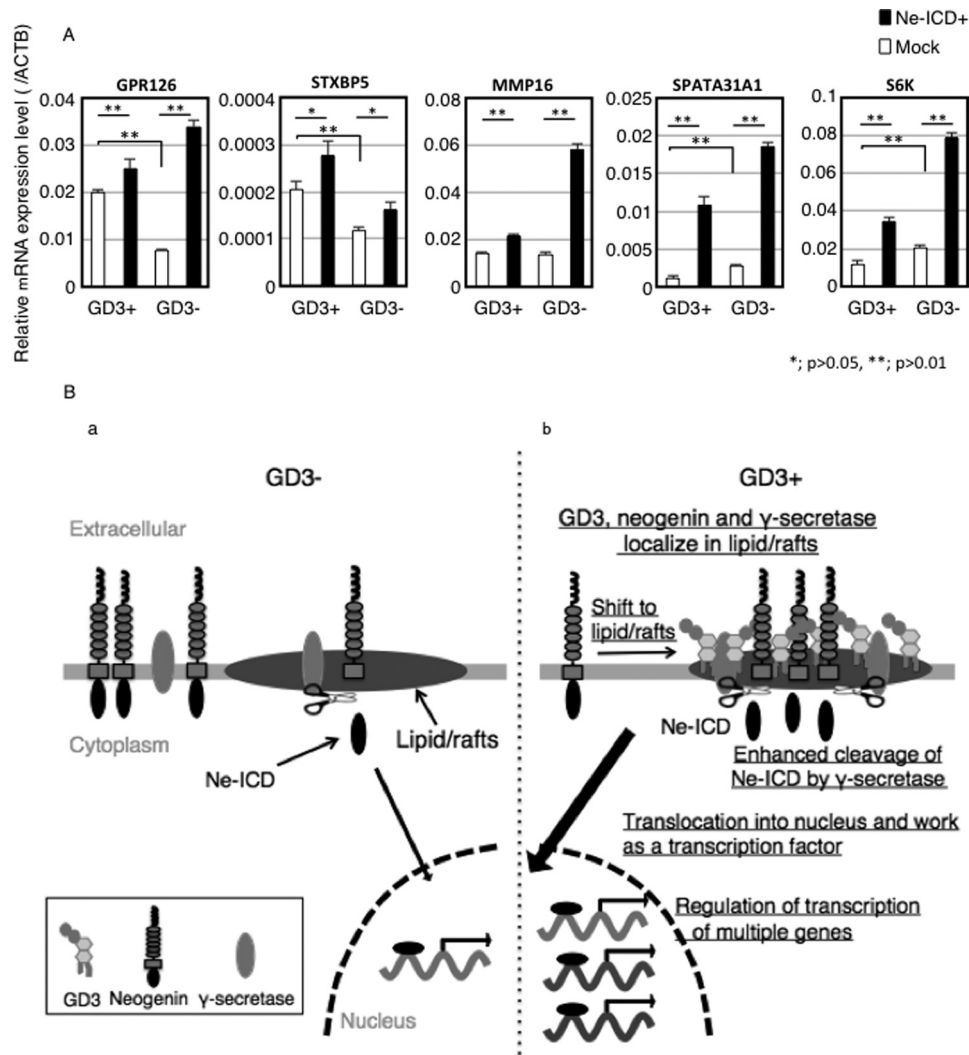 Ne-ICD+
Mock
A
Relative mRNA expression level ( /ACTB)
GPR126
STXBP5
MMP16
SPATA31A1
S6K
0.04
0.03
0.02
0.01
0
** ** **
GD3+ GD3-
0.0004
0.0003
0.0002
0.0001
0
* * **
GD3+ GD3-
0.08
0.06
0.04
0.02
0
** **
GD3+ GD3-
0.025
0.020
0.015
0.01
0.005
0
** ** **
GD3+ GD3-
0.1
0.08
0.06
0.04
0.02
0
** ** **
GD3+ GD3-
*; p>0.05, **; p>0.01
B
a
GD3-
Extracellular
Cytoplasm
Ne-ICD
Lipid/rafts
GD3 Neogenin γ-secretase
Nucleus
b
GD3+
GD3, neogenin and γ-secretase
localize in lipid/rafts
Shift to
lipid/rafts
Ne-ICD
Enhanced cleavage of
Ne-ICD by γ-secretase
Translocation into nucleus and work
as a transcription factor
Regulation of transcription
of multiple genes